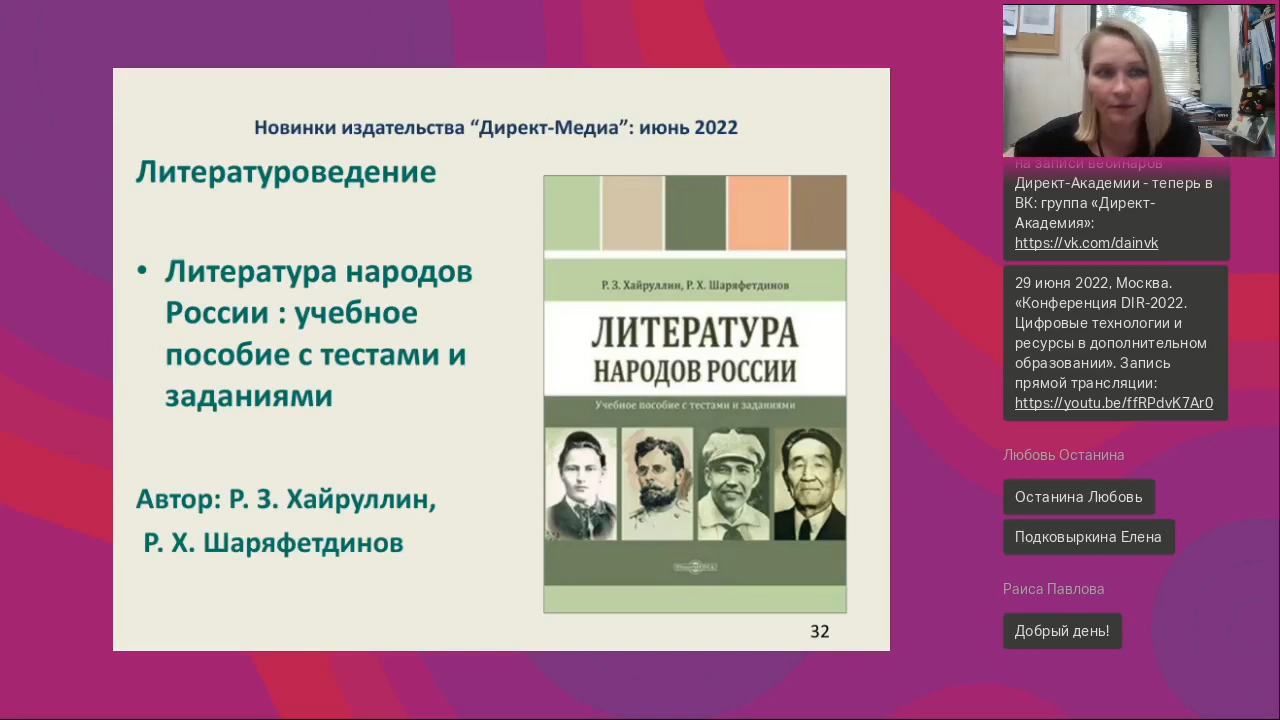 Новинки издательства “Директ-Медиа”: июнь 2022
Литературоведение
• Литература народов
России : учебное
пособие с тестами и
заданиями
Автор: Р. З. Хайруллин,
Р. Х. Шаряфетдинов
Р. З. Хайруллин, Р. Х. Шаряфетдинов
ЛИТЕРАТУРА
НАРОДОВ РОССИИ
Учебное пособие с тестами и заданиями
32
на записи вебинаров
Директ-Академии - теперь в
ВК: группа «Директ-
Академия»:
https://vk.com/dainvk
29 июня 2022, Москва.
«Конференция DIR-2022.
Цифровые технологии и
ресурсы в дополнительном
образовании». Запись
прямой трансляции:
https://youtu.be/ffRPdvK7Ar0
Любовь Останина
Останина Любовь
Подковыркина Елена
Раиса Павлова
Добрый день!